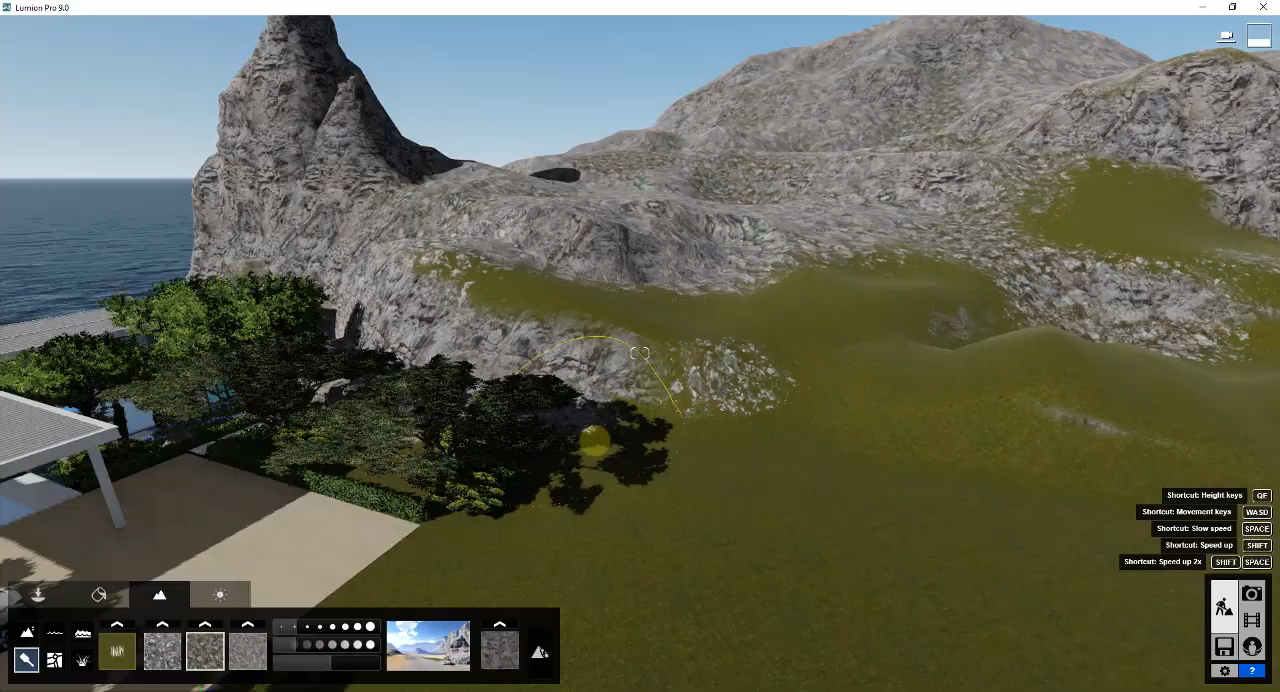 Lumion Pro 9.0
Shortcut: Height keys QE
Shortcut: Movement keys WASD
Shortcut: Slow speed SPACE
Shortcut: Speed up SHIFT
Shortcut: Speed up 2x SHIFT SPACE
?